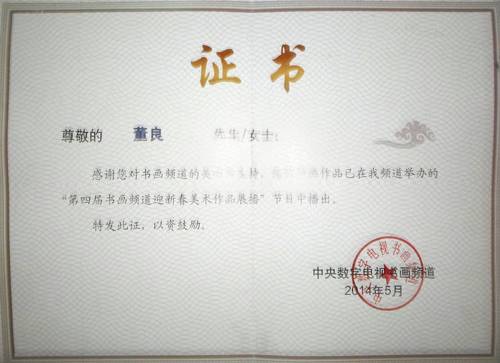 证书
尊敬的 董良 先生/女士:
感谢您对书画频道的 支持, 作品已在我频道举办的
“第四届书画频道迎新春美术作品展播”节目中播出。
特发此证,以资鼓励。
中央数字电视书画频道
2014年5月